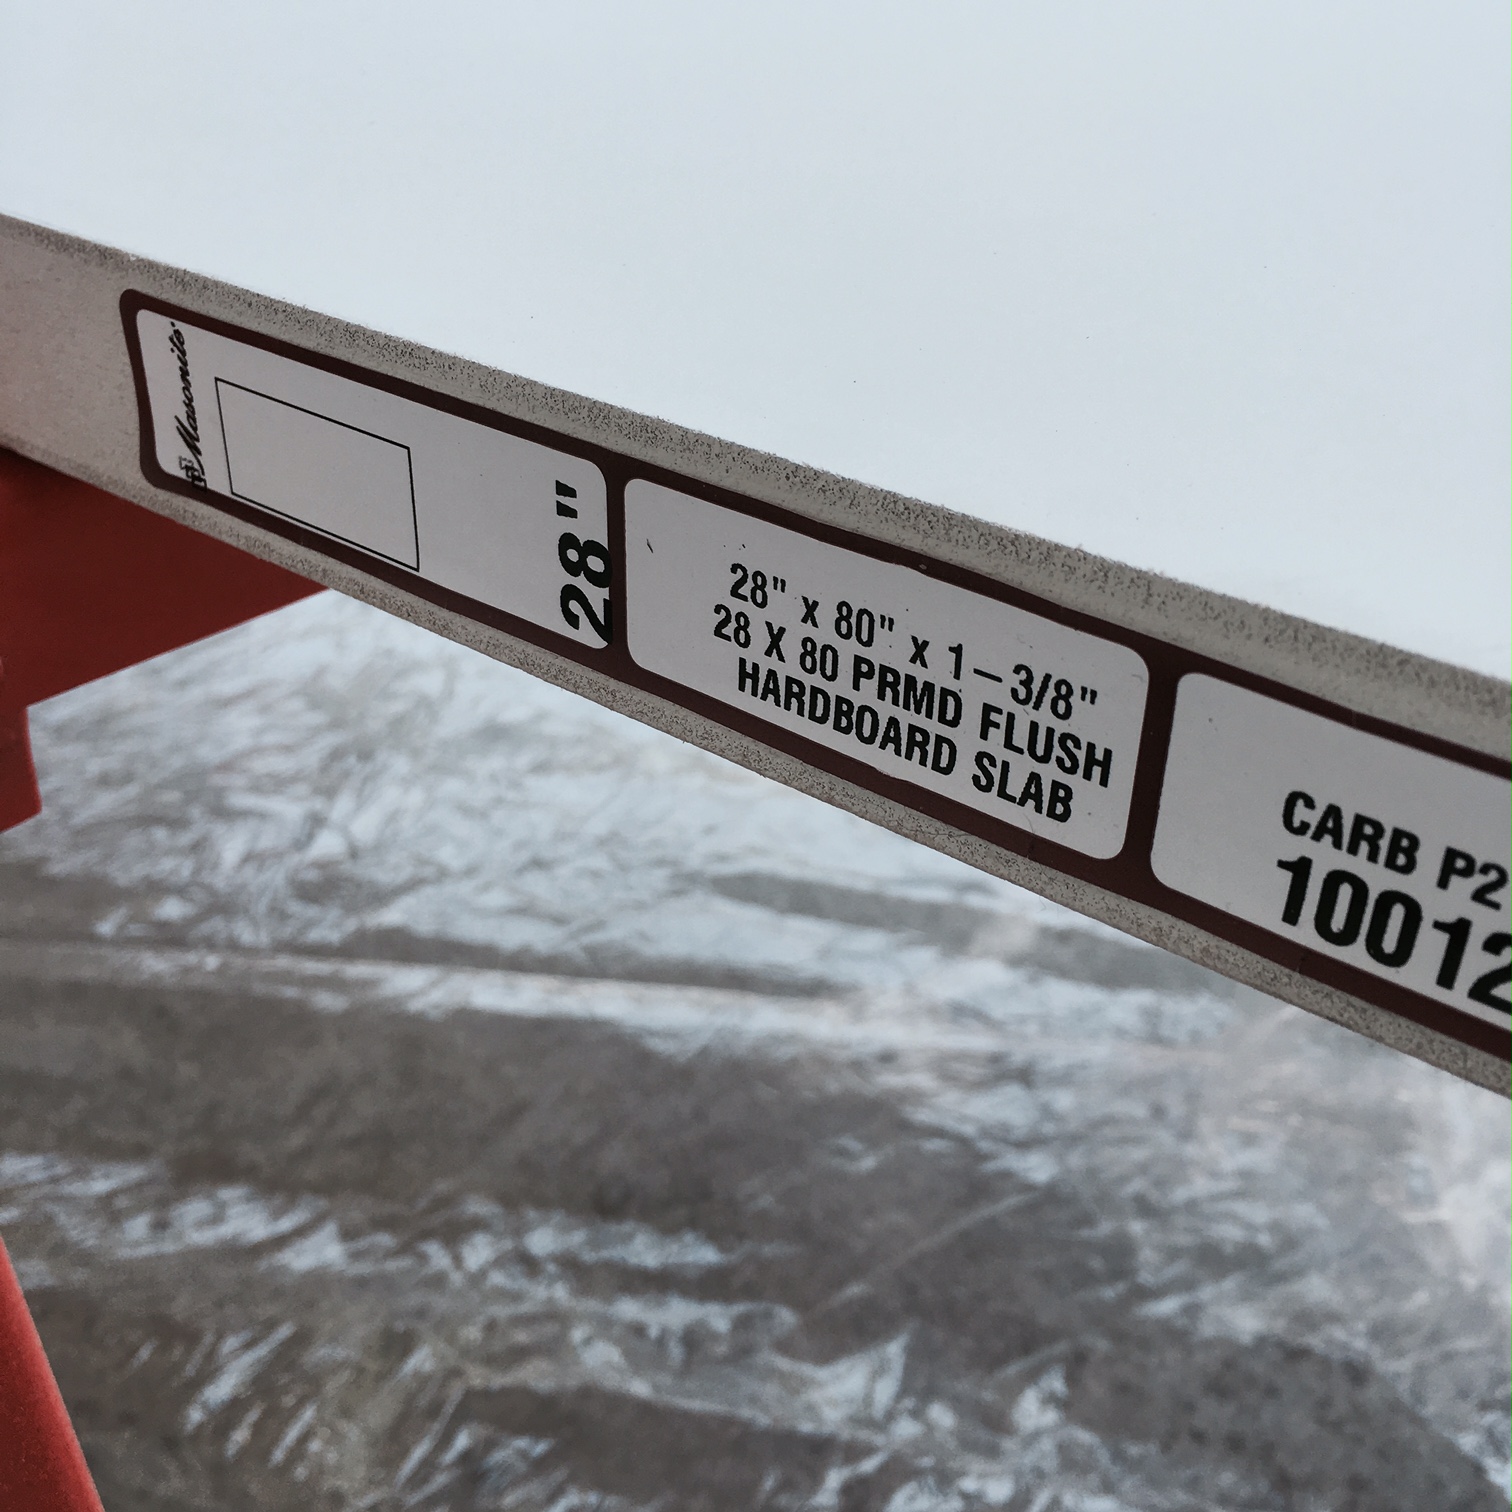 Masonite
28"
28" x 80" x 1–3/8"
28 X 80 PRMD FLUSH
HARDBOARD SLAB
CARB P2
10012